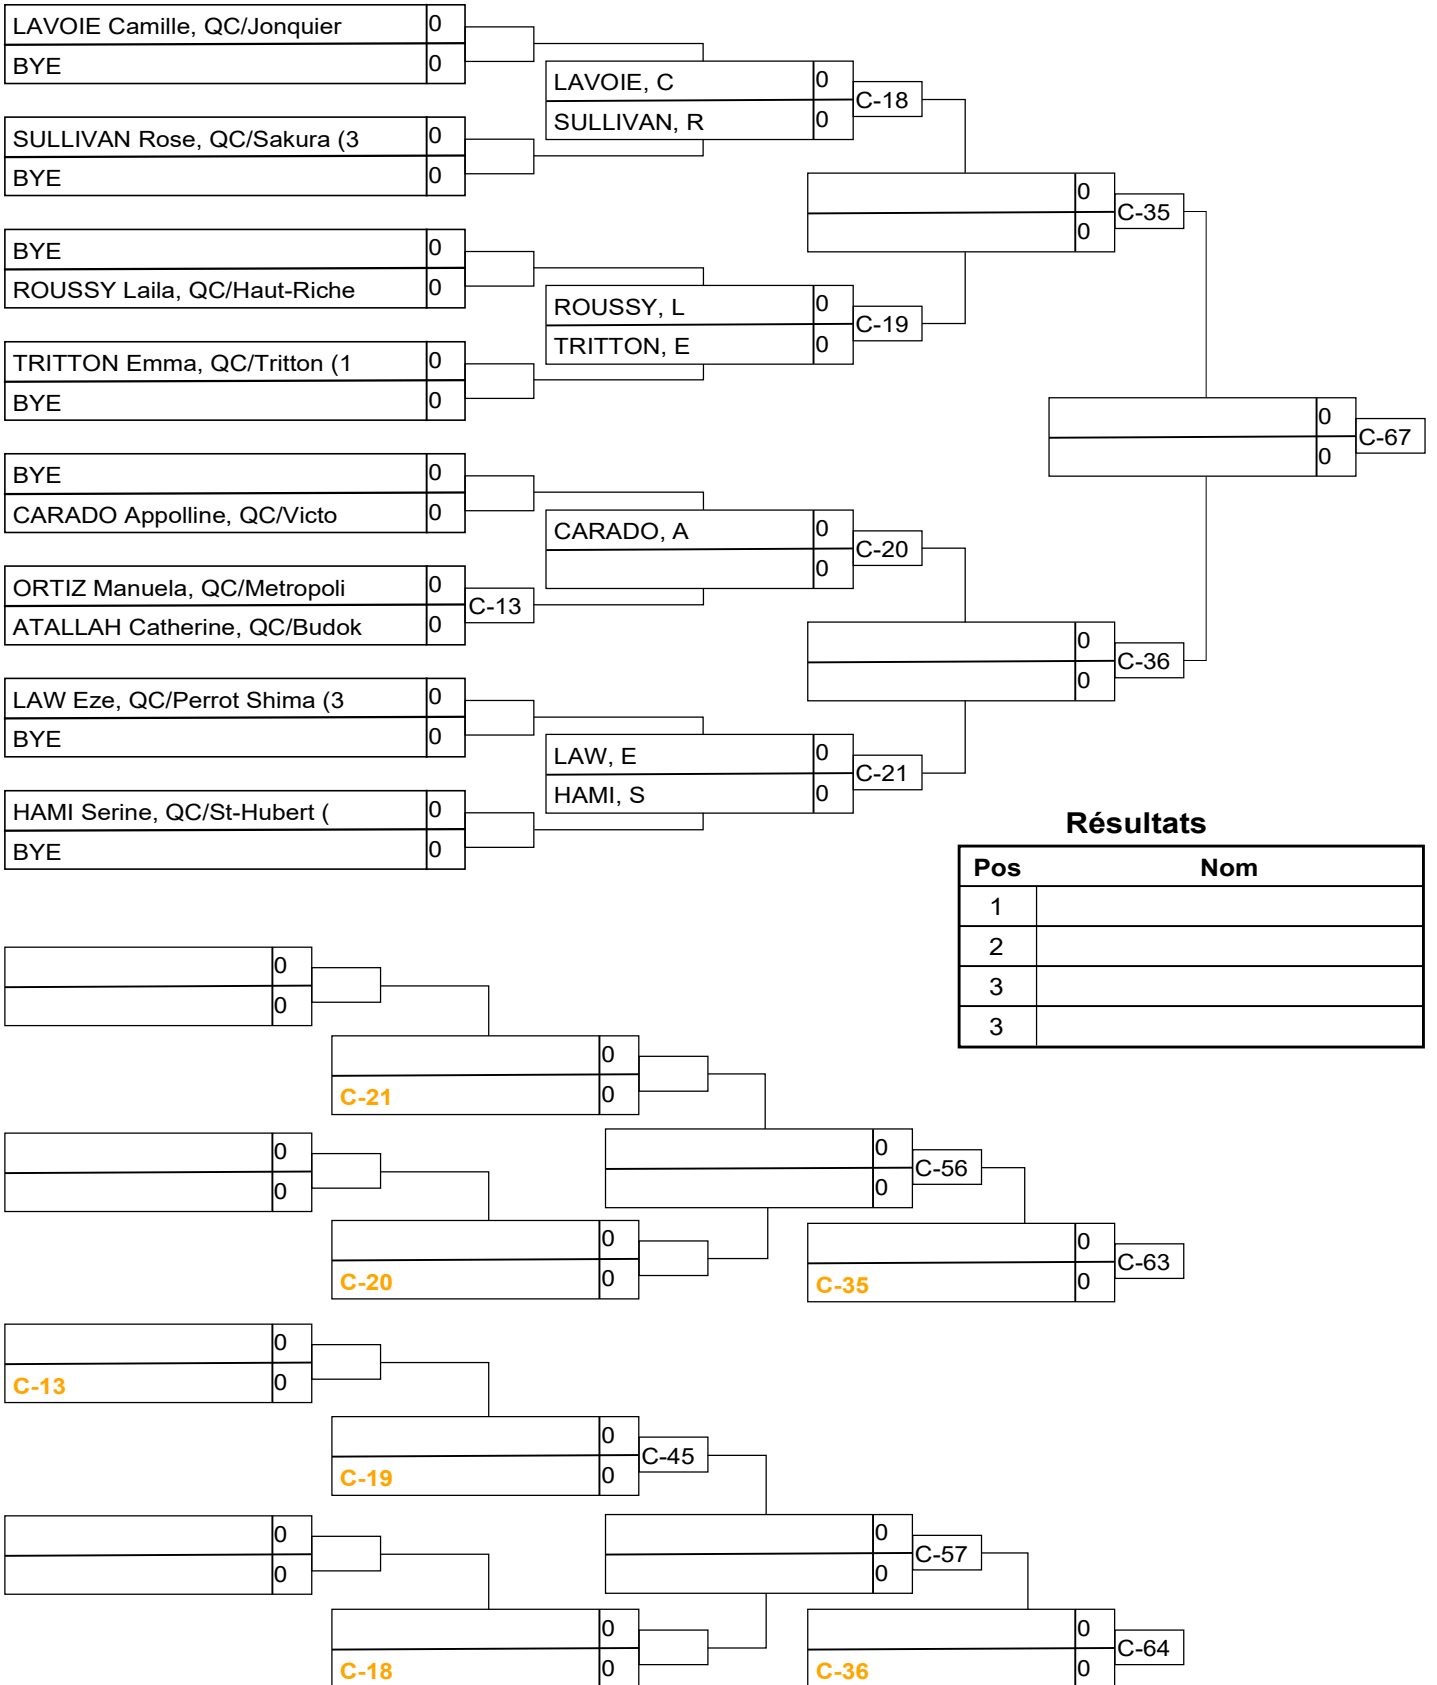 LAVOIE Camille, QC/Jonquier 0
BYE 0
SULLIVAN Rose, QC/Sakura (3 0
BYE 0
BYE 0
ROUSSY Laila, QC/Haut-Riche 0
TRITTON Emma, QC/Tritton (1 0
BYE 0
BYE 0
CARADO Appolline, QC/Victo 0
ORTIZ Manuela, QC/Metropoli 0
C-13
ATALLAH Catherine, QC/Budok 0
LAW Eze, QC/Perrot Shima (3 0
BYE 0
HAMI Serine, QC/St-Hubert ( 0
BYE 0
LAVOIE, C 0
C-18
SULLIVAN, R 0
ROUSSY, L 0
C-19
TRITTON, E 0
CARADO, A 0
C-20
0
LAW, E 0
C-21
HAMI, S 0
0
C-35
0
0
C-36
0
0
C-67
0
Résultats
Pos Nom
1
2
3
3
0
0
0
C-21 0
0
0
0
C-20 0
0
C-56
0
0
C-63
C-35 0
0
C-13 0
0
C-45
C-19 0
0
0
0
C-18 0
0
C-57
0
0
C-64
C-36 0